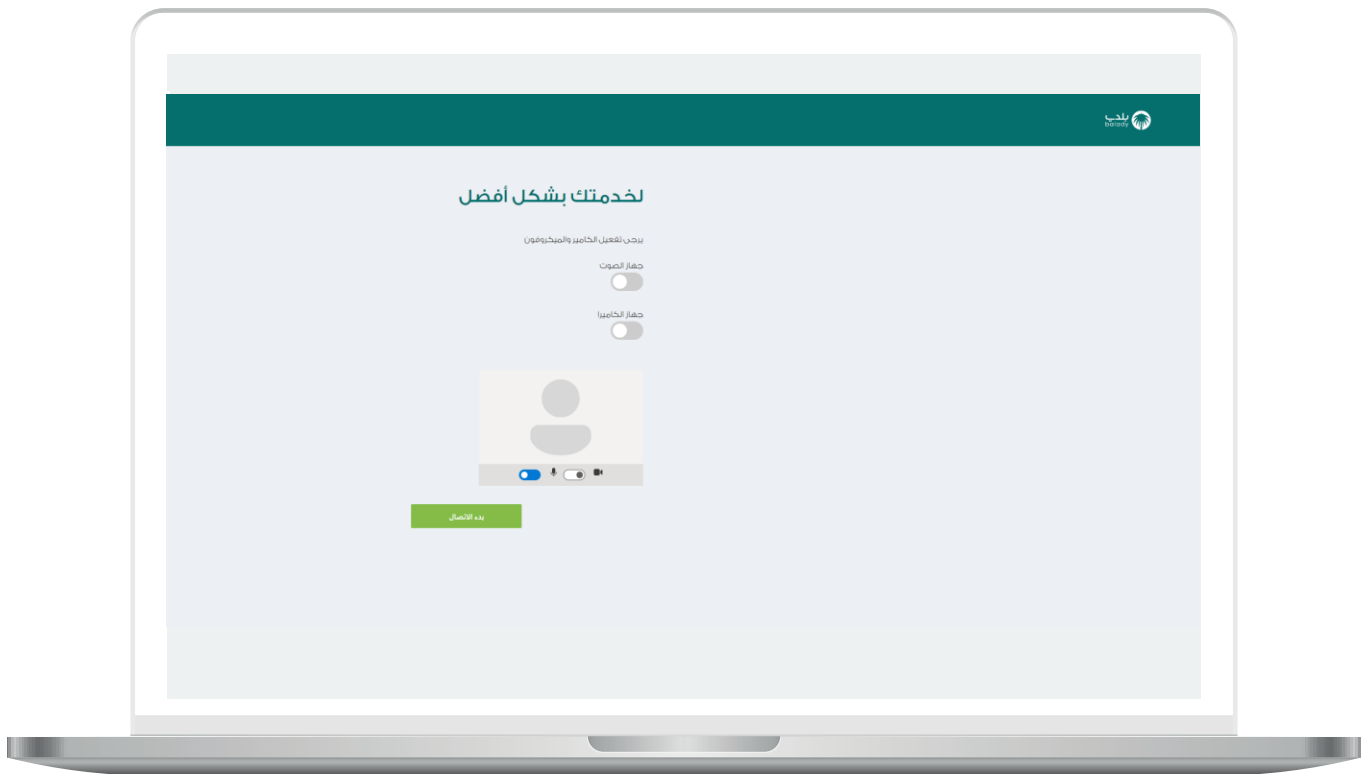 بلدي
balady
لخدمتك بشكل أفضل
يرجى تفعيل الكامير والميكروفون
جهاز الصوت
جهاز الكاميرا
بدء الاتصال